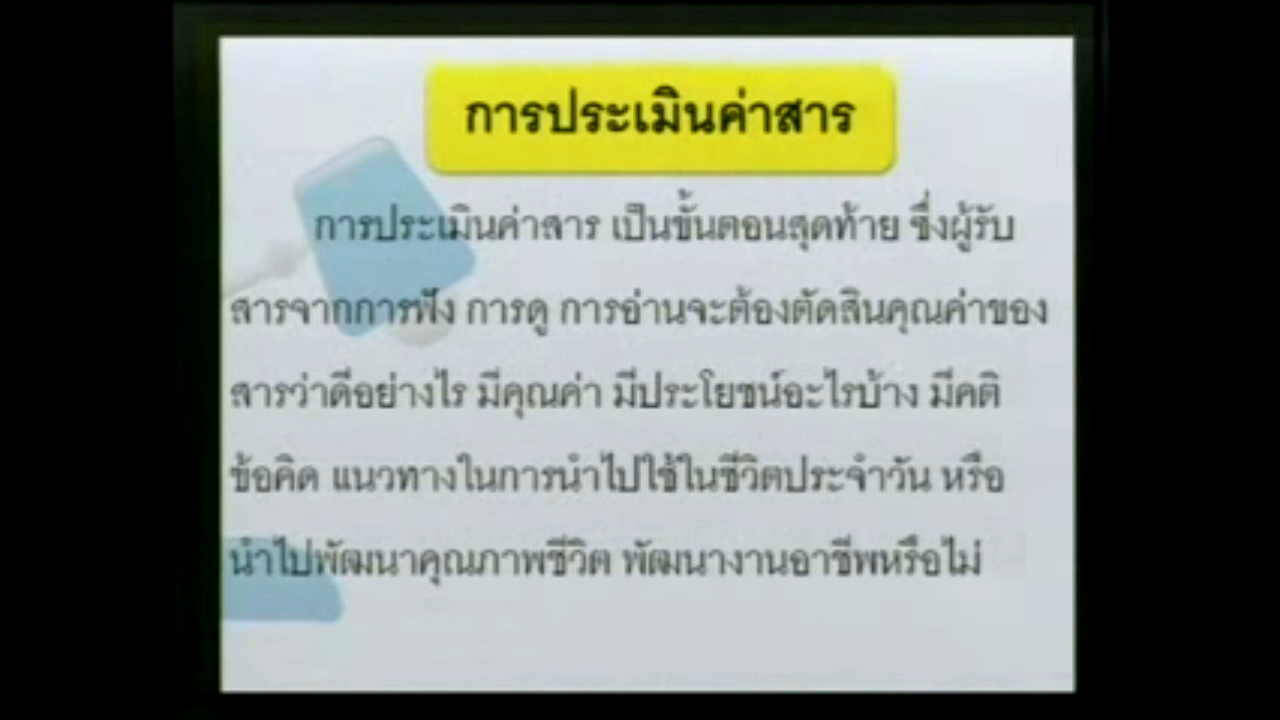 การประเมินค่าสาร
การประเมินค่าสาร เป็นขั้นตอนสุดท้าย ซึ่งผู้รับ
สารจากการฟัง การดู การอ่านจะต้องตัดสินคุณค่าของ
สารว่าดีอย่างไร มีคุณค่า มีประโยชน์อะไรบ้าง มีคติ
ข้อคิด แนวทางในการนำไปใช้ในชีวิตประจำวัน หรือ
นำไปพัฒนาคุณภาพชีวิต พัฒนางานอาชีพหรือไม่